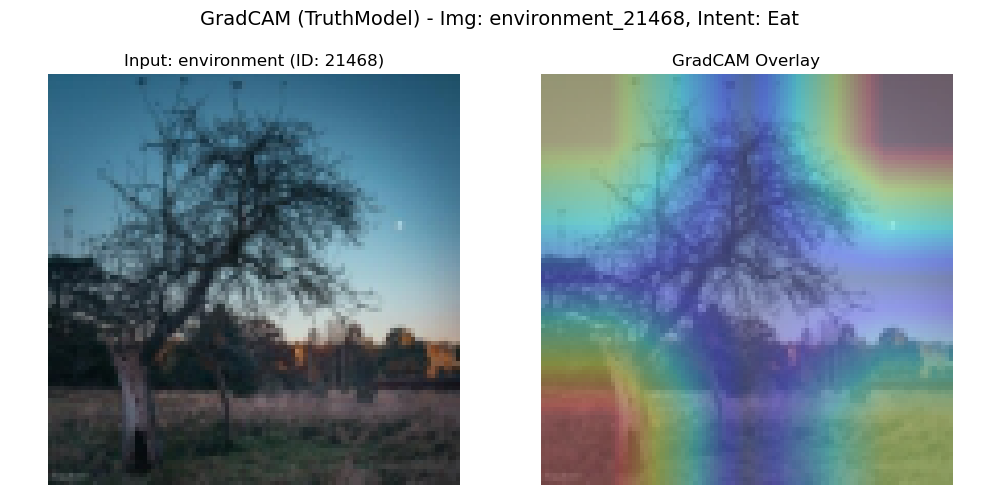 GradCAM (TruthModel) - Img: environment_21468, Intent: Eat
Input: environment (ID: 21468)
GradCAM Overlay